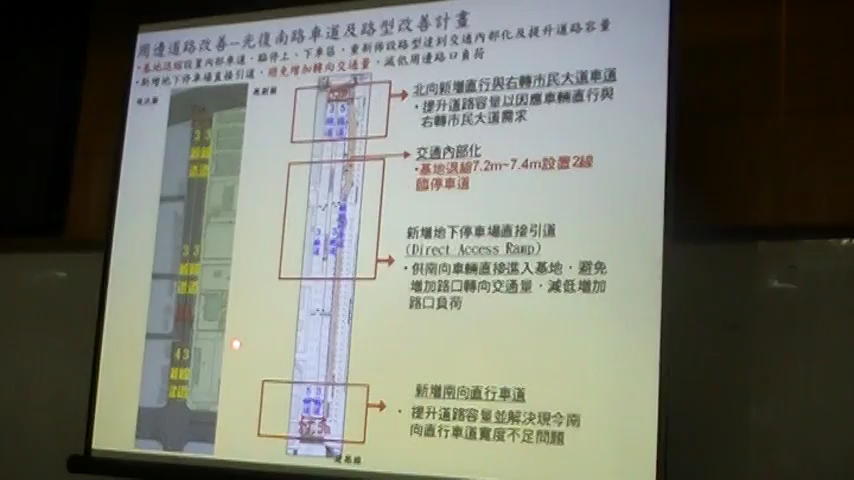 周邊道路改善-光復南路車道及路型改善計畫
•基地退縮設置內部車道、臨停上、下車區，重新佈設路型達到交通內部化及提升道路容量
•新增地下停車場直接引道，避免增加轉向交通量，減低周邊路口負荷
北向新增直行與右轉市民大道車道
•提升道路容量以因應車輛直行與
右轉市民大道需求
交通內部化
•基地退縮7.2m~7.4m設置2線
臨停車道
新增地下停車場直接引道
(Direct Access Ramp)
•供南向車輛直接進入基地，避免
增加路口轉向交通量，減低增加
路口負荷
新增南向直行車道
•提升道路容量並解決現今南
向直行車道寬度不足問題
3 3
3 5
3 3
4 3